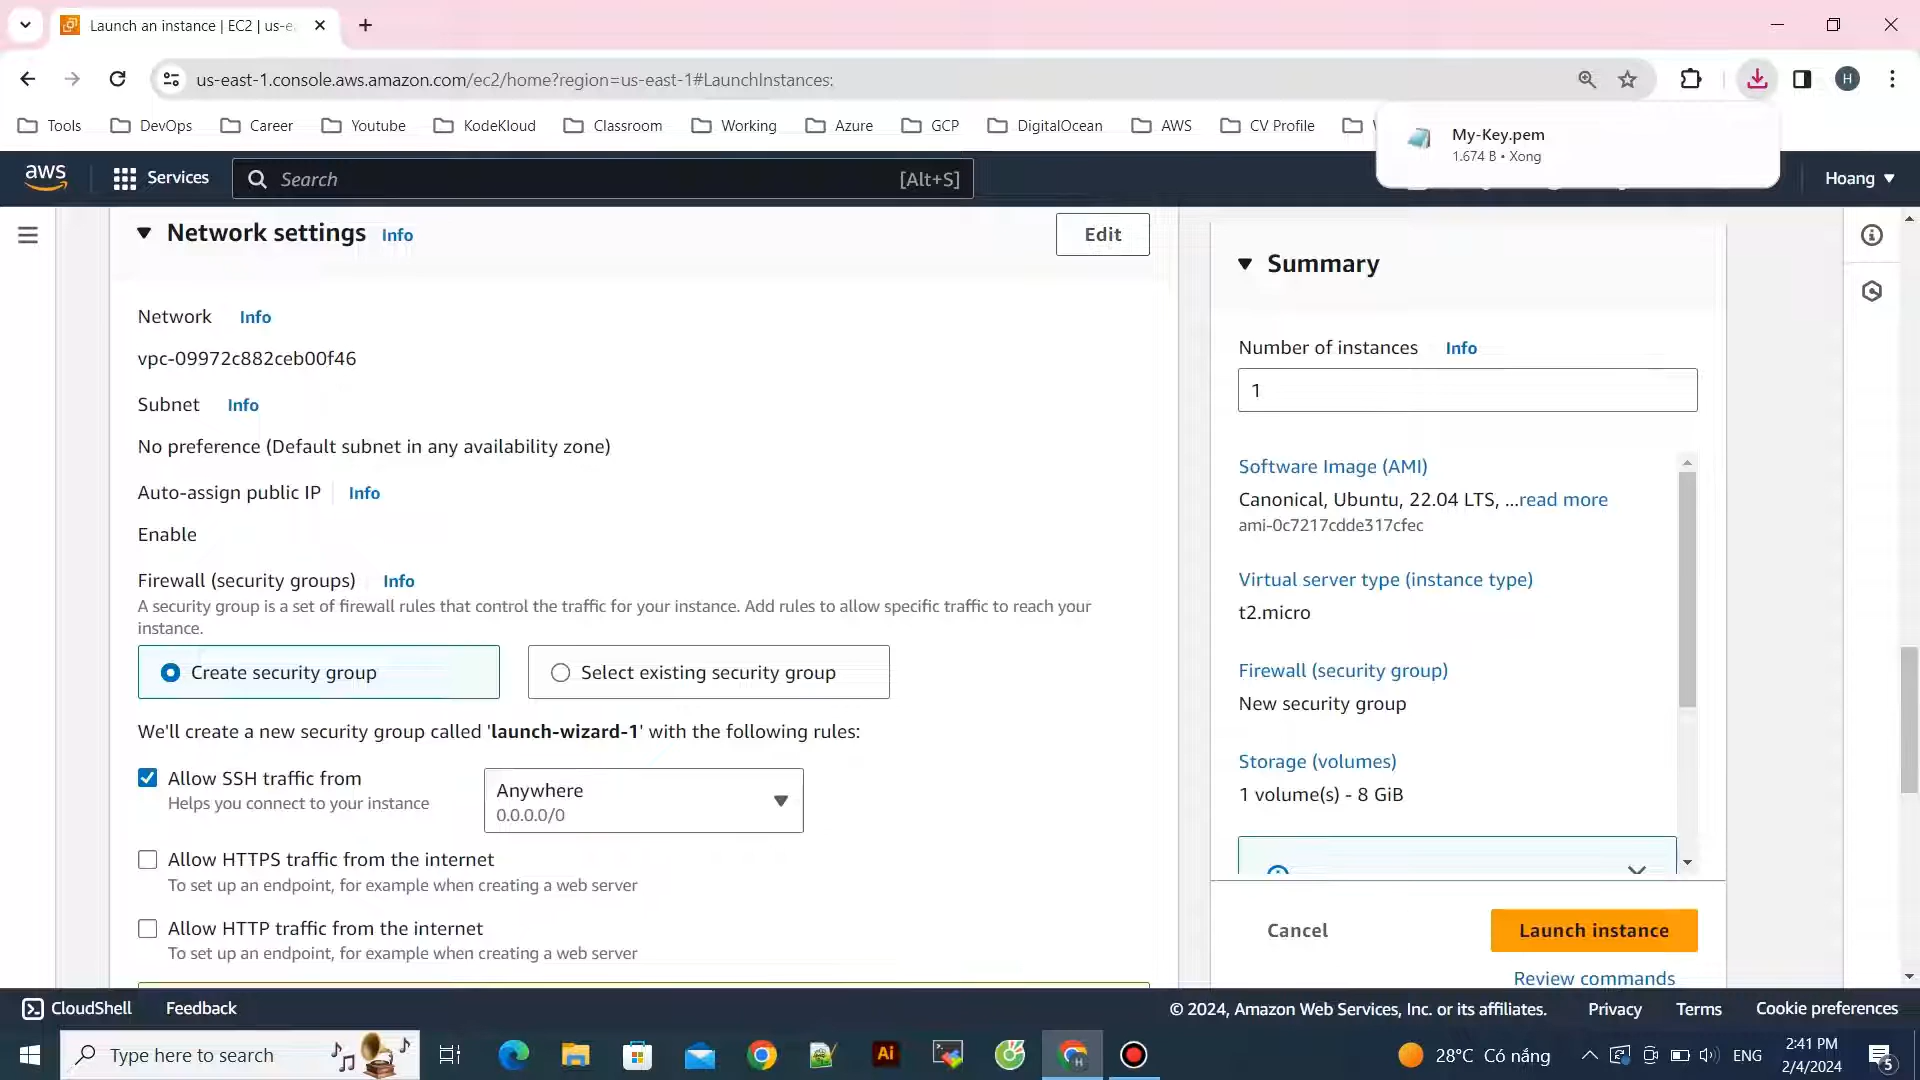 Launch an instance | EC2 | us-e
us-east-1.console.aws.amazon.com/ec2/home?region=us-east-1#LaunchInstances:
H
Tools
DevOps
Career
Youtube
KodeKloud
Classroom
Working
Azure
GCP
DigitalOcean
AWS
CV Profile
My-Key.pem
1.674 B • Xong
aws
Services
Search
[Alt+S]
Hoang
Network settings Info
Edit
Network Info
vpc-09972c882ceb00f46
Subnet Info
No preference (Default subnet in any availability zone)
Auto-assign public IP Info
Enable
Firewall (security groups) Info
A security group is a set of firewall rules that control the traffic for your instance. Add rules to allow specific traffic to reach your
instance.
Create security group
Select existing security group
We'll create a new security group called 'launch-wizard-1' with the following rules:
Allow SSH traffic from
Helps you connect to your instance
Anywhere
0.0.0.0/0
Allow HTTPS traffic from the internet
To set up an endpoint, for example when creating a web server
Allow HTTP traffic from the internet
To set up an endpoint, for example when creating a web server
Summary
Number of instances Info
1
Software Image (AMI)
Canonical, Ubuntu, 22.04 LTS, ...read more
ami-0c7217cdde317cfec
Virtual server type (instance type)
t2.micro
Firewall (security group)
New security group
Storage (volumes)
1 volume(s) - 8 GiB
Cancel
Launch instance
Review commands
CloudShell
Feedback
© 2024, Amazon Web Services, Inc. or its affiliates.
Privacy
Terms
Cookie preferences
Type here to search
Ai
H
28°C Có nắng
ENG
2:41 PM
2/4/2024
5